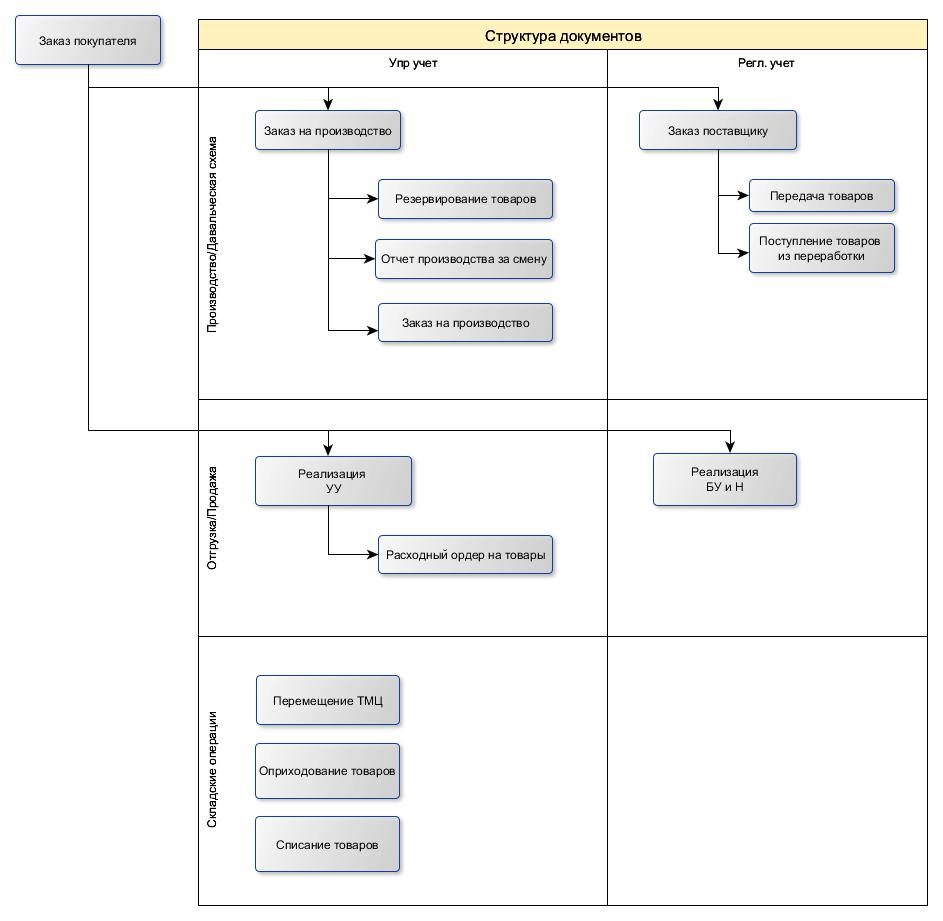 Заказ покупателя
Структура документов
Упр учет
Регл. учет
Производство/Давальческая схема
Заказ на производство
Заказ поставщику
Резервирование товаров
Передача товаров
Отчет производства за смену
Поступление товаров
из переработки
Заказ на производство
Отгрузка/Продажа
Реализация
УУ
Реализация
БУ и Н
Расходный ордер на товары
Складские операции
Перемещение ТМЦ
Оприходование товаров
Списание товаров